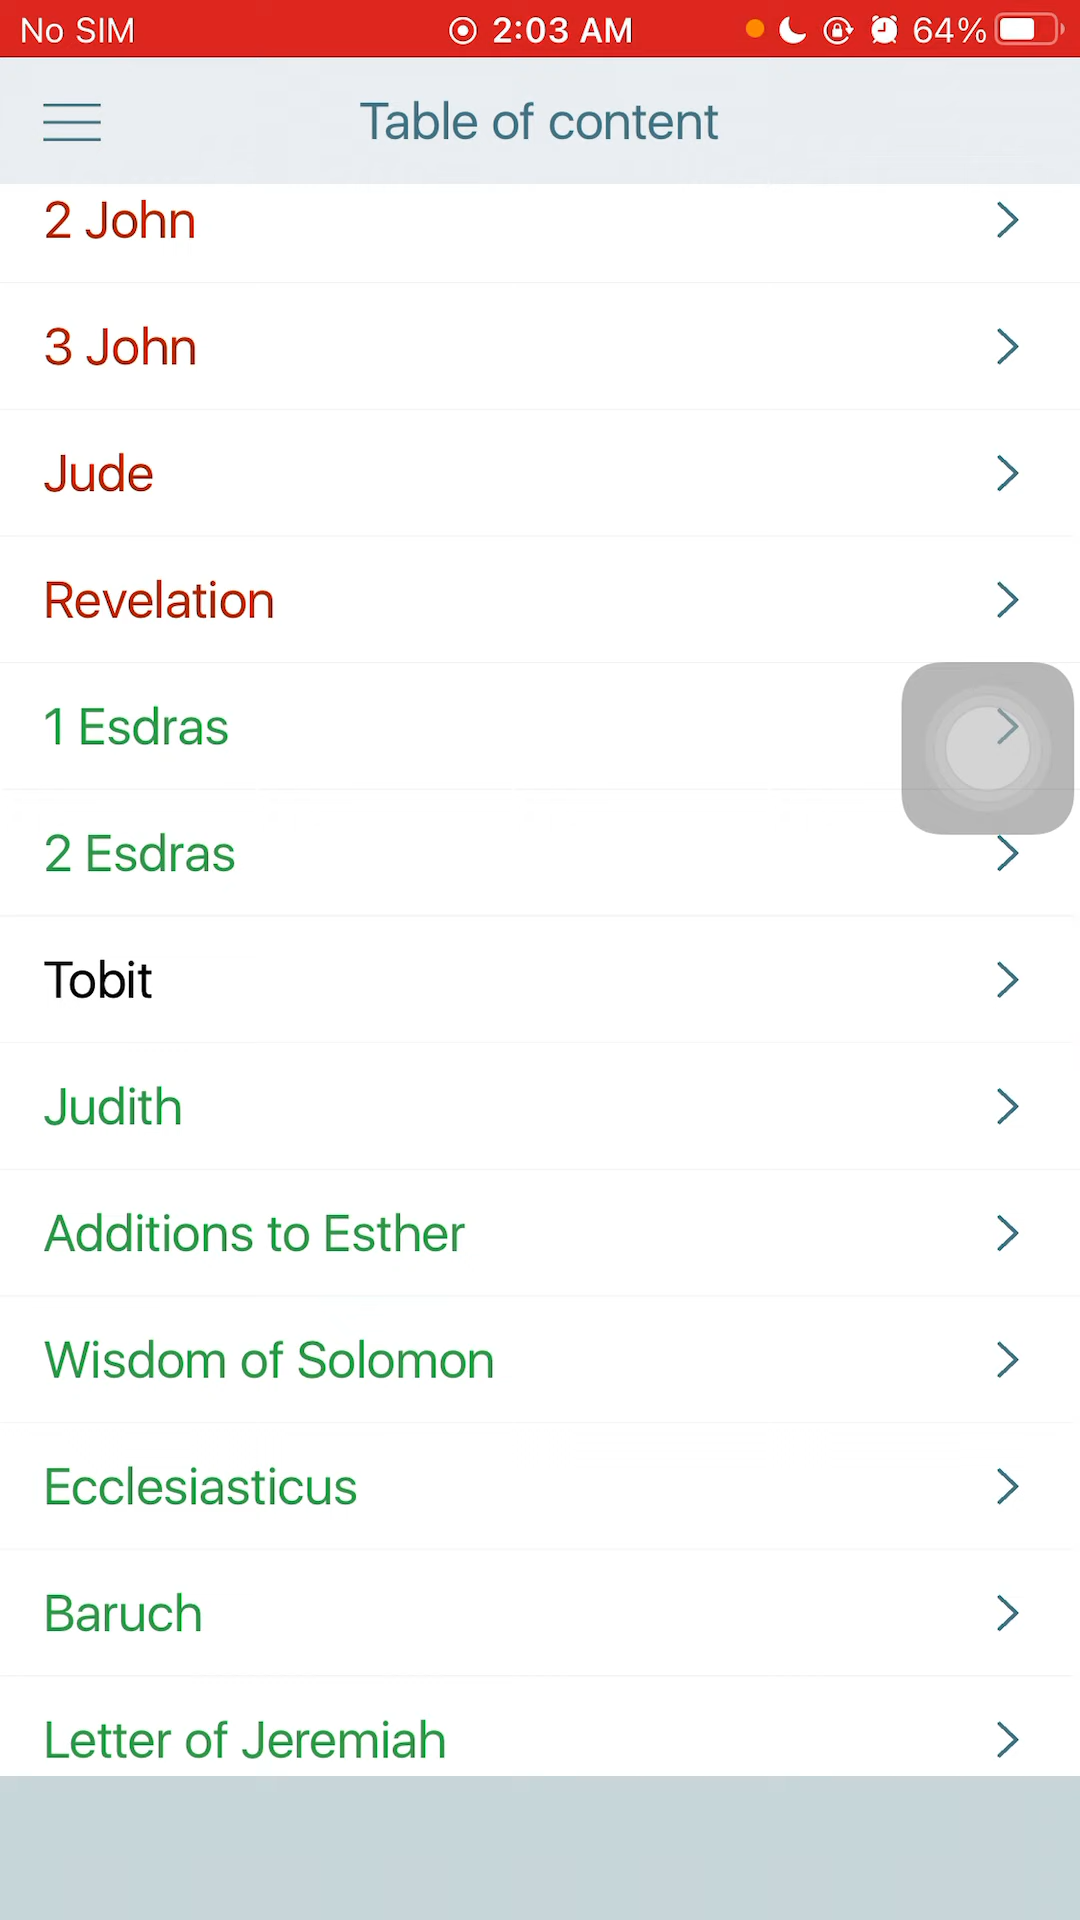 No SIM 2:03 AM 64%
Table of content
2 John
3 John
Jude
Revelation
1 Esdras
2 Esdras
Tobit
Judith
Additions to Esther
Wisdom of Solomon
Ecclesiasticus
Baruch
Letter of Jeremiah